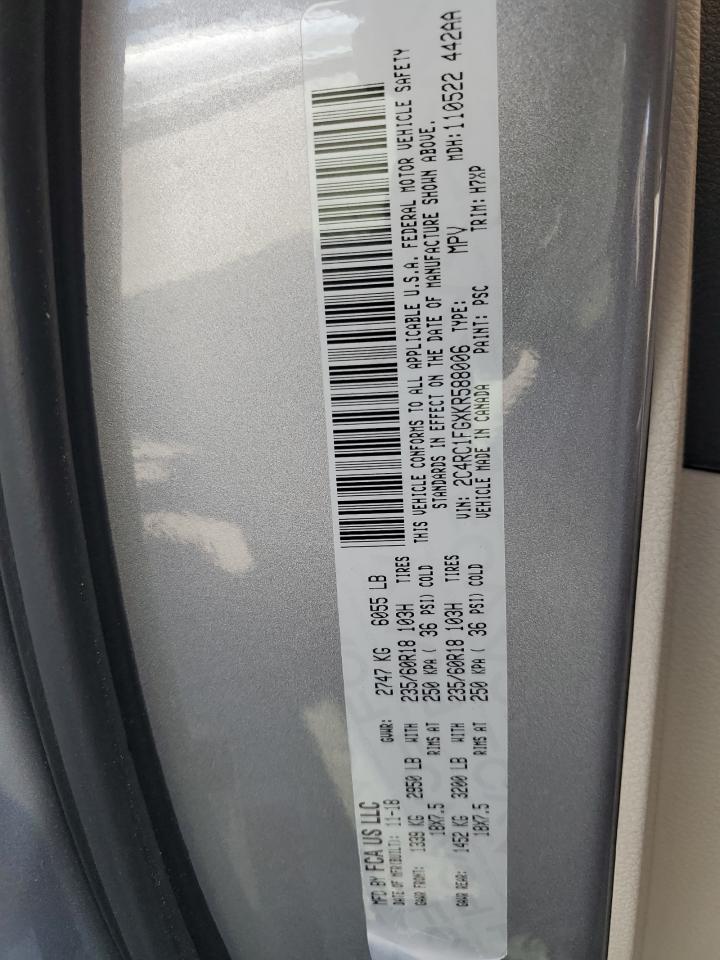 MFD BY FCA US LLC
DATE OF MFR(BUILT): 11-18 GVWR: 2747 KG 6055 LB
GAWR FRONT: 1339 KG 2950 LB WITH 235/60R18 103H TIRES
18X7.5 RIMS AT 250 KPA ( 36 PSI) COLD
GAWR REAR: 1452 KG 3200 LB WITH 235/60R18 103H TIRES
18X7.5 RIMS AT 250 KPA ( 36 PSI) COLD
THIS VEHICLE CONFORMS TO ALL APPLICABLE U.S.A. FEDERAL MOTOR VEHICLE SAFETY
STANDARDS IN EFFECT ON THE DATE OF MANUFACTURE SHOWN ABOVE.
VIN: 2C4RC1FGXKR588006 TYPE: MPV MDH: 110522 442AA
VEHICLE MADE IN CANADA PAINT: PSC TRIM: H7XP